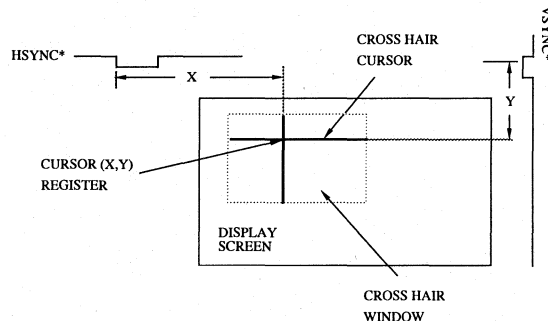 HSYNC*
X
CROSS HAIR
CURSOR
VSYNC*
Y
CURSOR (X,Y)
REGISTER
DISPLAY
SCREEN
CROSS HAIR
WINDOW